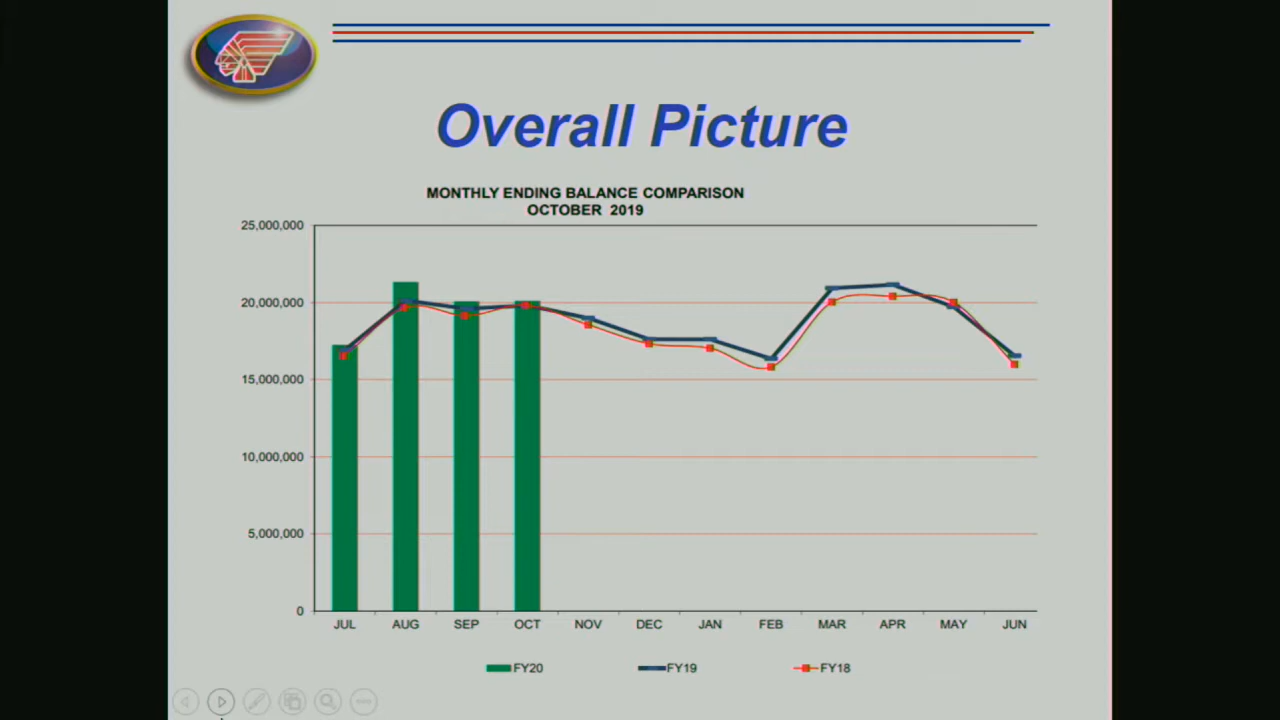 Overall Picture
MONTHLY ENDING BALANCE COMPARISON
OCTOBER 2019
25,000,000
20,000,000
15,000,000
10,000,000
5,000,000
0
JUL AUG SEP OCT NOV DEC JAN FEB MAR APR MAY JUN
FY20 FY19 FY18